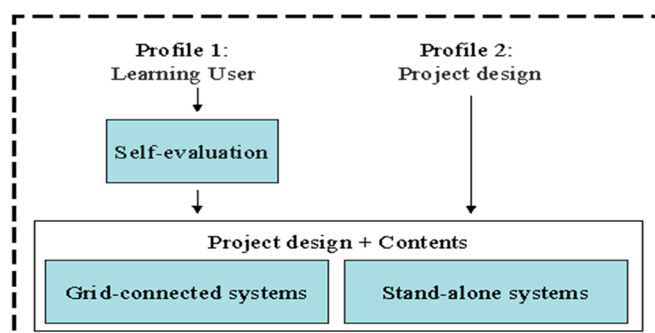 Profile 1:
Learning User
Profile 2:
Project design
Self-evaluation
Project design + Contents
Grid-connected systems
Stand-alone systems